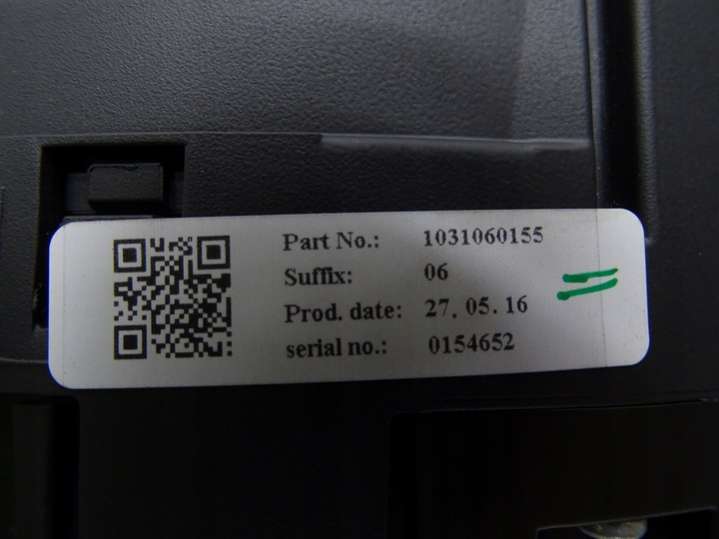 Part No.: 1031060155
Suffix: 06
Prod. date: 27. 05. 16
serial no.: 0154652